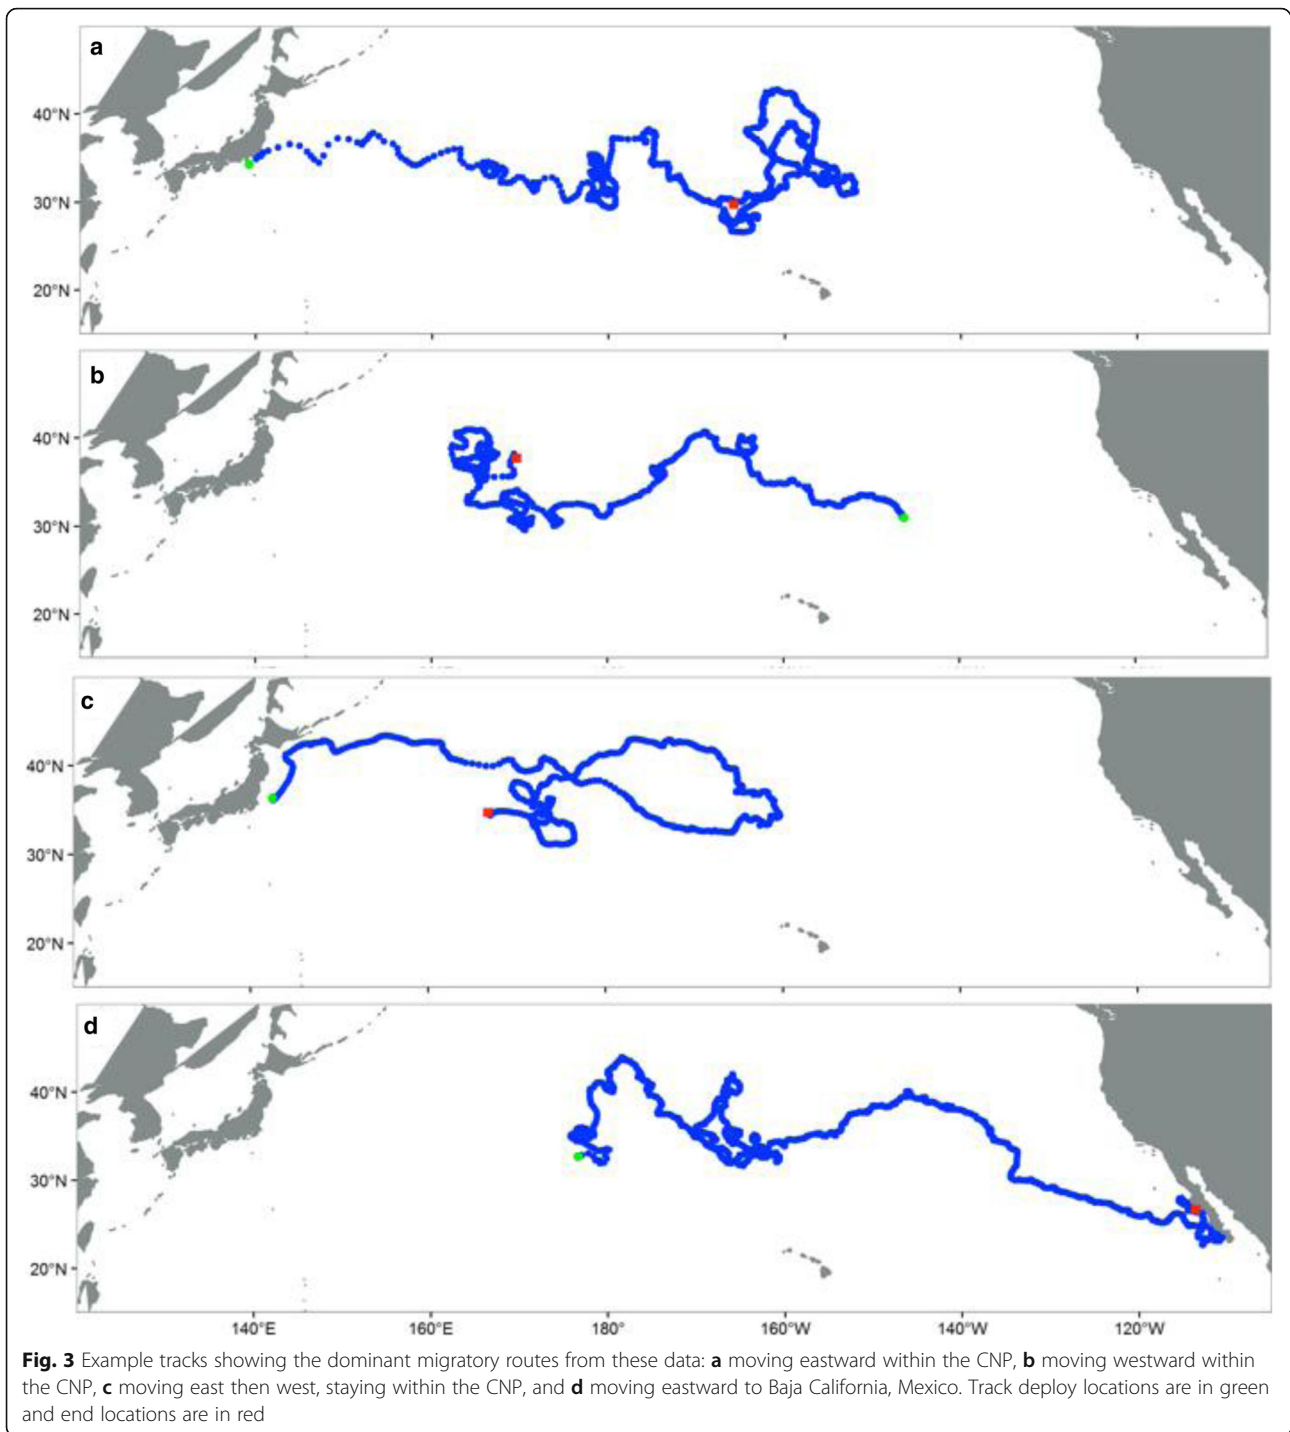 a
40°N
30°N
20°N
b
40°N
30°N
20°N
c
40°N
30°N
20°N
d
40°N
30°N
20°N
140°E 160°E 180° 160°W 140°W 120°W
Fig. 3 Example tracks showing the dominant migratory routes from these data: a moving eastward within the CNP, b moving westward within
the CNP, c moving east then west, staying within the CNP, and d moving eastward to Baja California, Mexico. Track deploy locations are in green
and end locations are in red